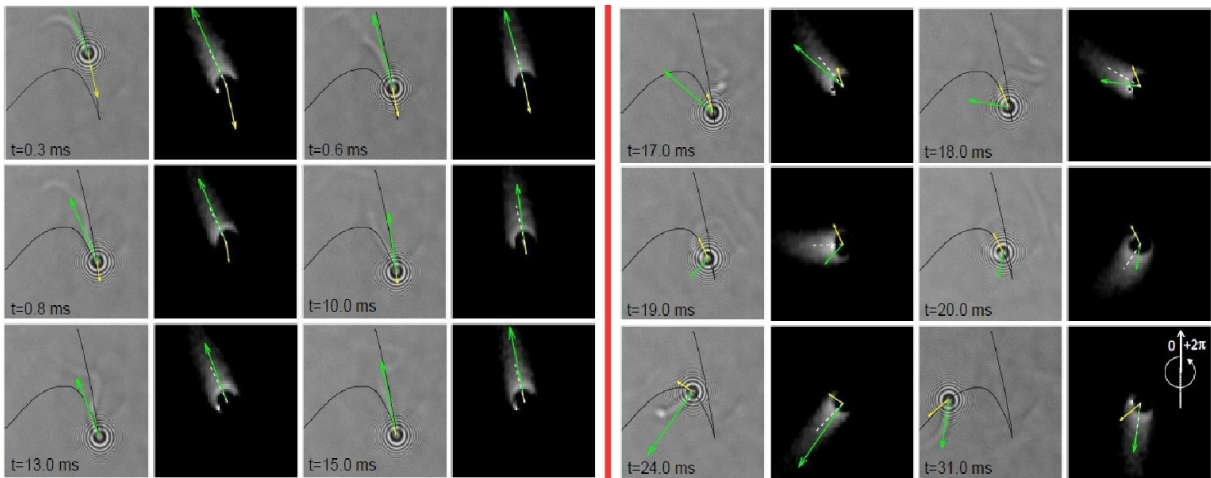 t=0.3 ms
t=0.6 ms
t=0.8 ms
t=10.0 ms
t=13.0 ms
t=15.0 ms
t=17.0 ms
t=18.0 ms
t=19.0 ms
t=20.0 ms
0 +2π
t=24.0 ms
t=31.0 ms